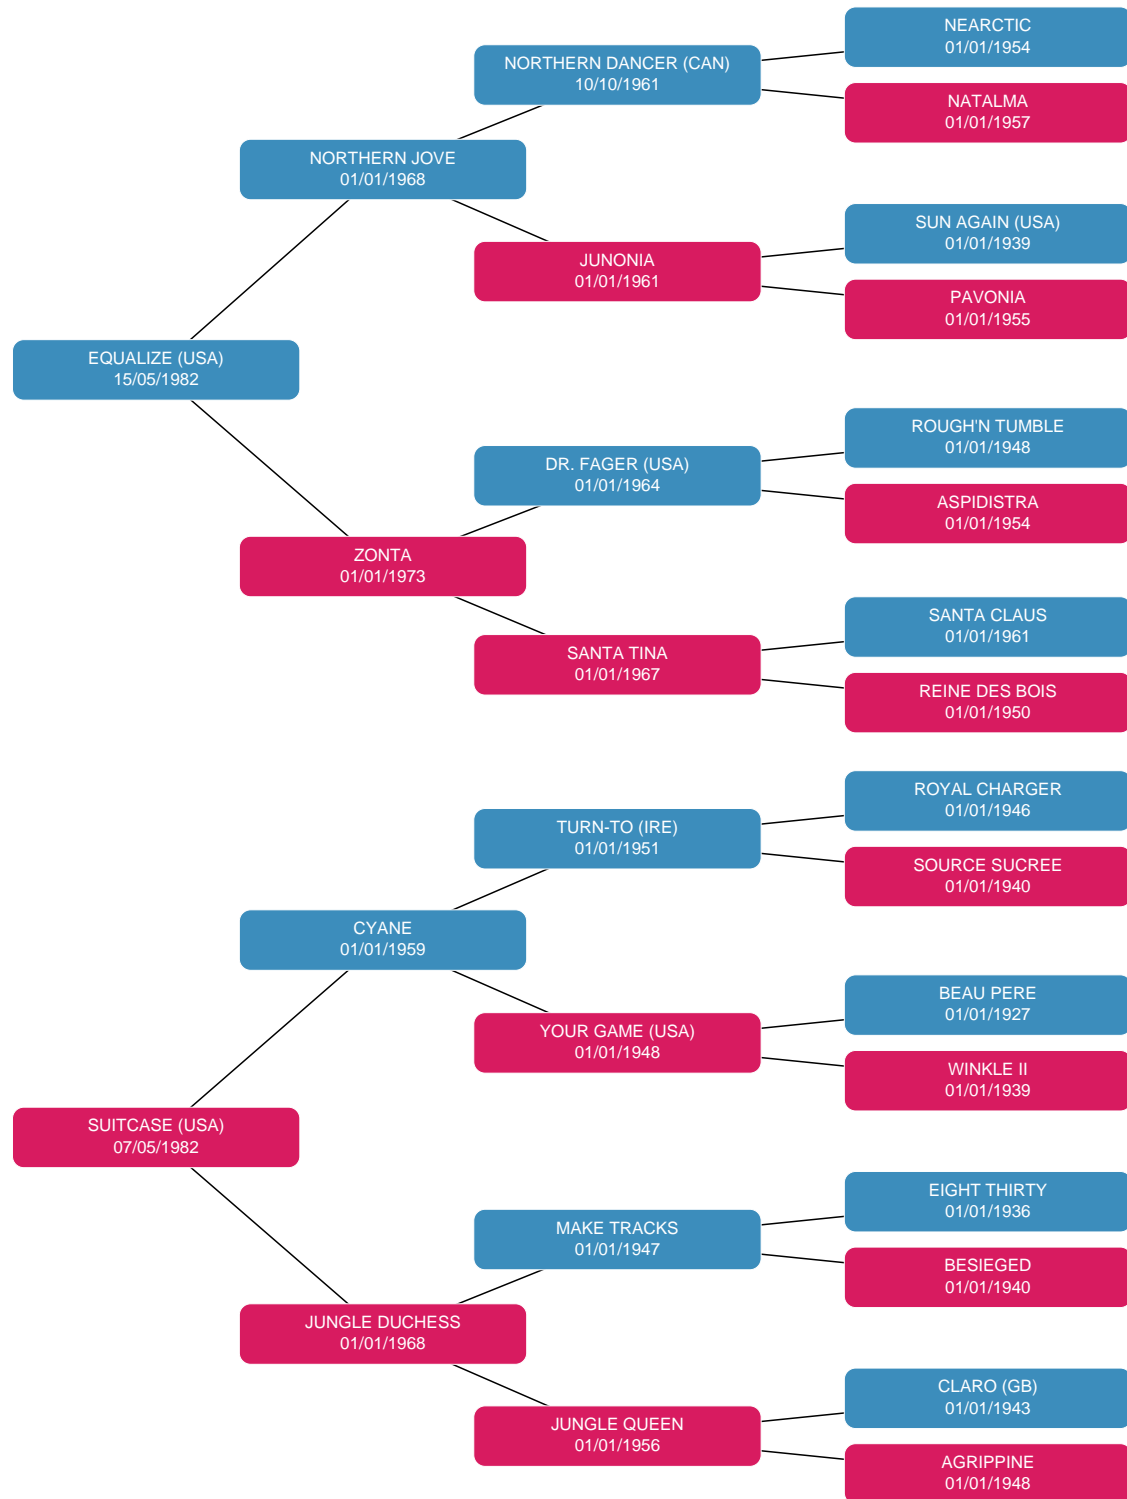 NEARCTIC
01/01/1954
NORTHERN DANCER (CAN)
10/10/1961
NATALMA
01/01/1957
NORTHERN JOVE
01/01/1968
SUN AGAIN (USA)
01/01/1939
JUNONIA
01/01/1961
PAVONIA
01/01/1955
EQUALIZE (USA)
15/05/1982
ROUGH'N TUMBLE
01/01/1948
DR. FAGER (USA)
01/01/1964
ASPIDISTRA
01/01/1954
ZONTA
01/01/1973
SANTA CLAUS
01/01/1961
SANTA TINA
01/01/1967
REINE DES BOIS
01/01/1950
ROYAL CHARGER
01/01/1946
TURN-TO (IRE)
01/01/1951
SOURCE SUCREE
01/01/1940
CYANE
01/01/1959
BEAU PERE
01/01/1927
YOUR GAME (USA)
01/01/1948
WINKLE II
01/01/1939
SUITCASE (USA)
07/05/1982
EIGHT THIRTY
01/01/1936
MAKE TRACKS
01/01/1947
BESIEGED
01/01/1940
JUNGLE DUCHESS
01/01/1968
CLARO (GB)
01/01/1943
JUNGLE QUEEN
01/01/1956
AGRIPPINE
01/01/1948